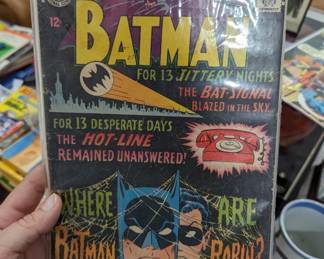 12¢
BATMAN
FOR 13 JITTERY NIGHTS
THE BAT-SIGNAL
BLAZED IN THE SKY
FOR 13 DESPERATE DAYS
THE HOT-LINE
REMAINED UNANSWERED!
WHERE ARE
BATMAN ROBIN?